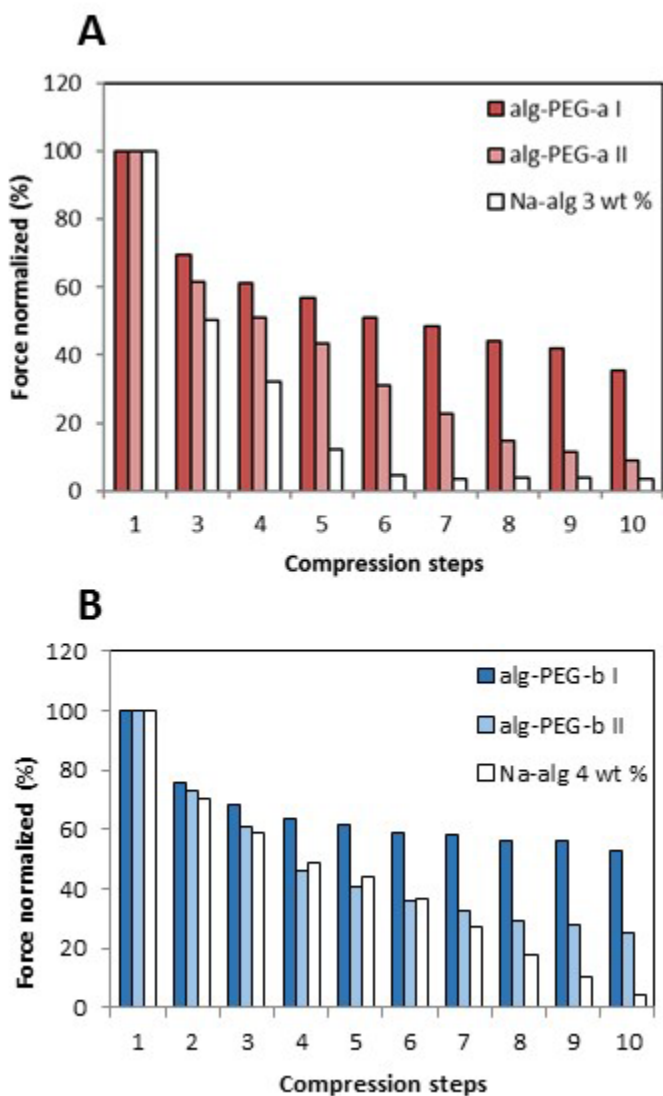 A
120
100
80
60
40
20
0
Force normalized (%)
alg-PEG-a I
alg-PEG-a II
Na-alg 3 wt %
1 3 4 5 6 7 8 9 10
Compression steps
B
120
100
80
60
40
20
0
Force normalized (%)
alg-PEG-b I
alg-PEG-b II
Na-alg 4 wt %
1 2 3 4 5 6 7 8 9 10
Compression steps